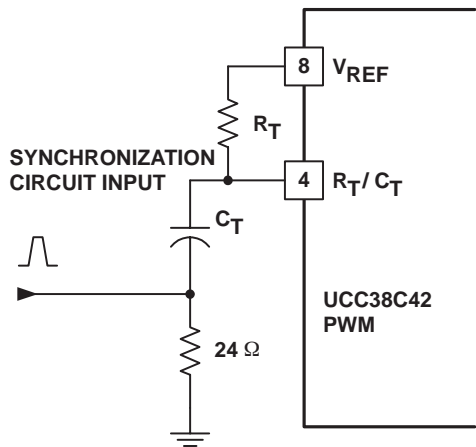 8 V_REF
R_T
SYNCHRONIZATION
CIRCUIT INPUT
4 R_T/ C_T
C_T
UCC38C42
PWM
24 Ω